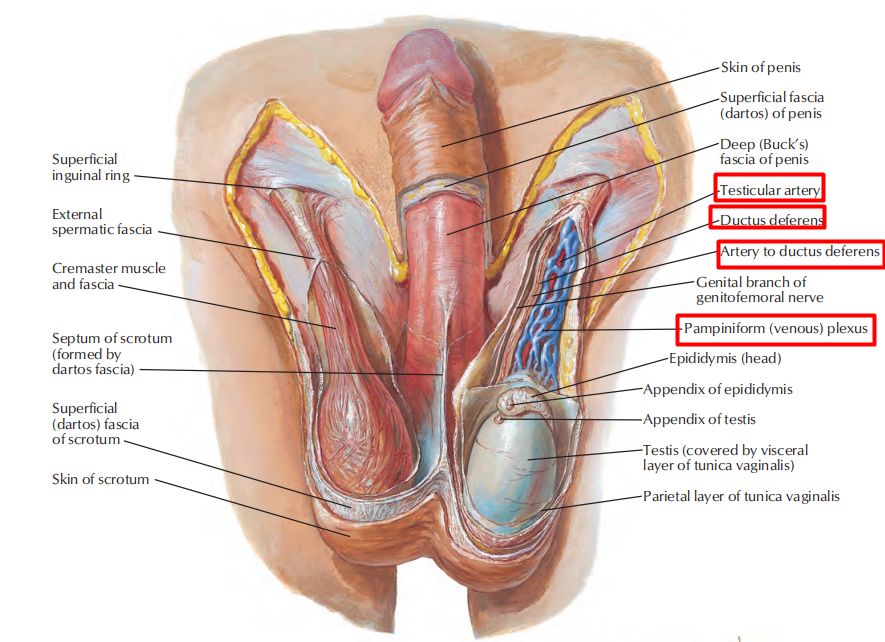 Skin of penis
Superficial fascia
(dartos) of penis
Deep (Buck's)
fascia of penis
Testicular artery
Ductus deferens
Artery to ductus deferens
Genital branch of
genitofemoral nerve
Pampiniform (venous) plexus
Epididymis (head)
Appendix of epididymis
Appendix of testis
Testis (covered by visceral
layer of tunica vaginalis)
Parietal layer of tunica vaginalis
Superficial
inguinal ring
External
spermatic fascia
Cremaster muscle
and fascia
Septum of scrotum
(formed by
dartos fascia)
Superficial
(dartos) fascia
of scrotum
Skin of scrotum